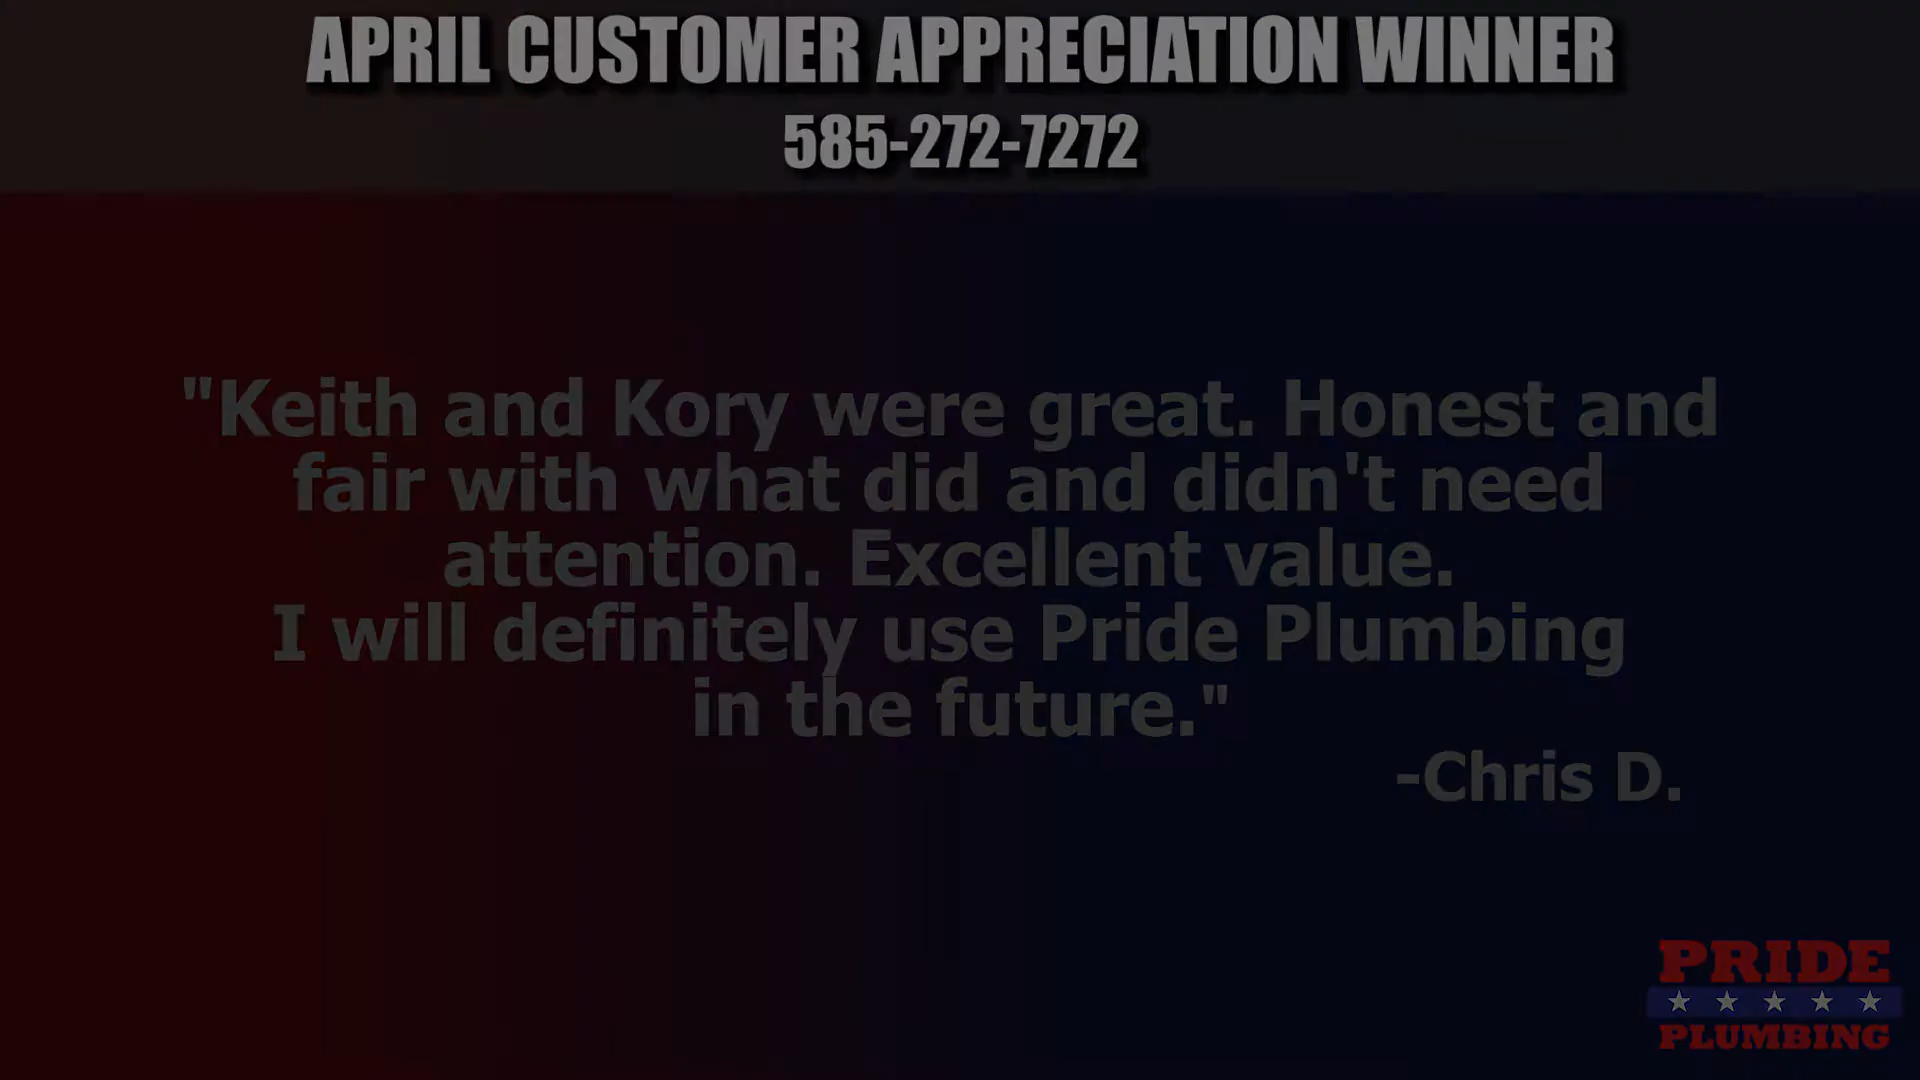 APRIL CUSTOMER APPRECIATION WINNER
585-272-7272
"Keith and Kory were great. Honest and
fair with what did and didn't need
attention. Excellent value.
I will definitely use Pride Plumbing
in the future."
-Chris D.
PRIDE
PLUMBING